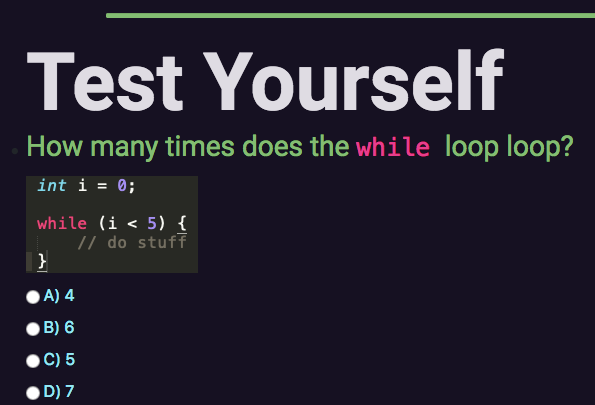 Test Yourself
How many times does the while loop loop?
int i = 0;
while (i < 5) {
// do stuff
}
A) 4
B) 6
C) 5
D) 7